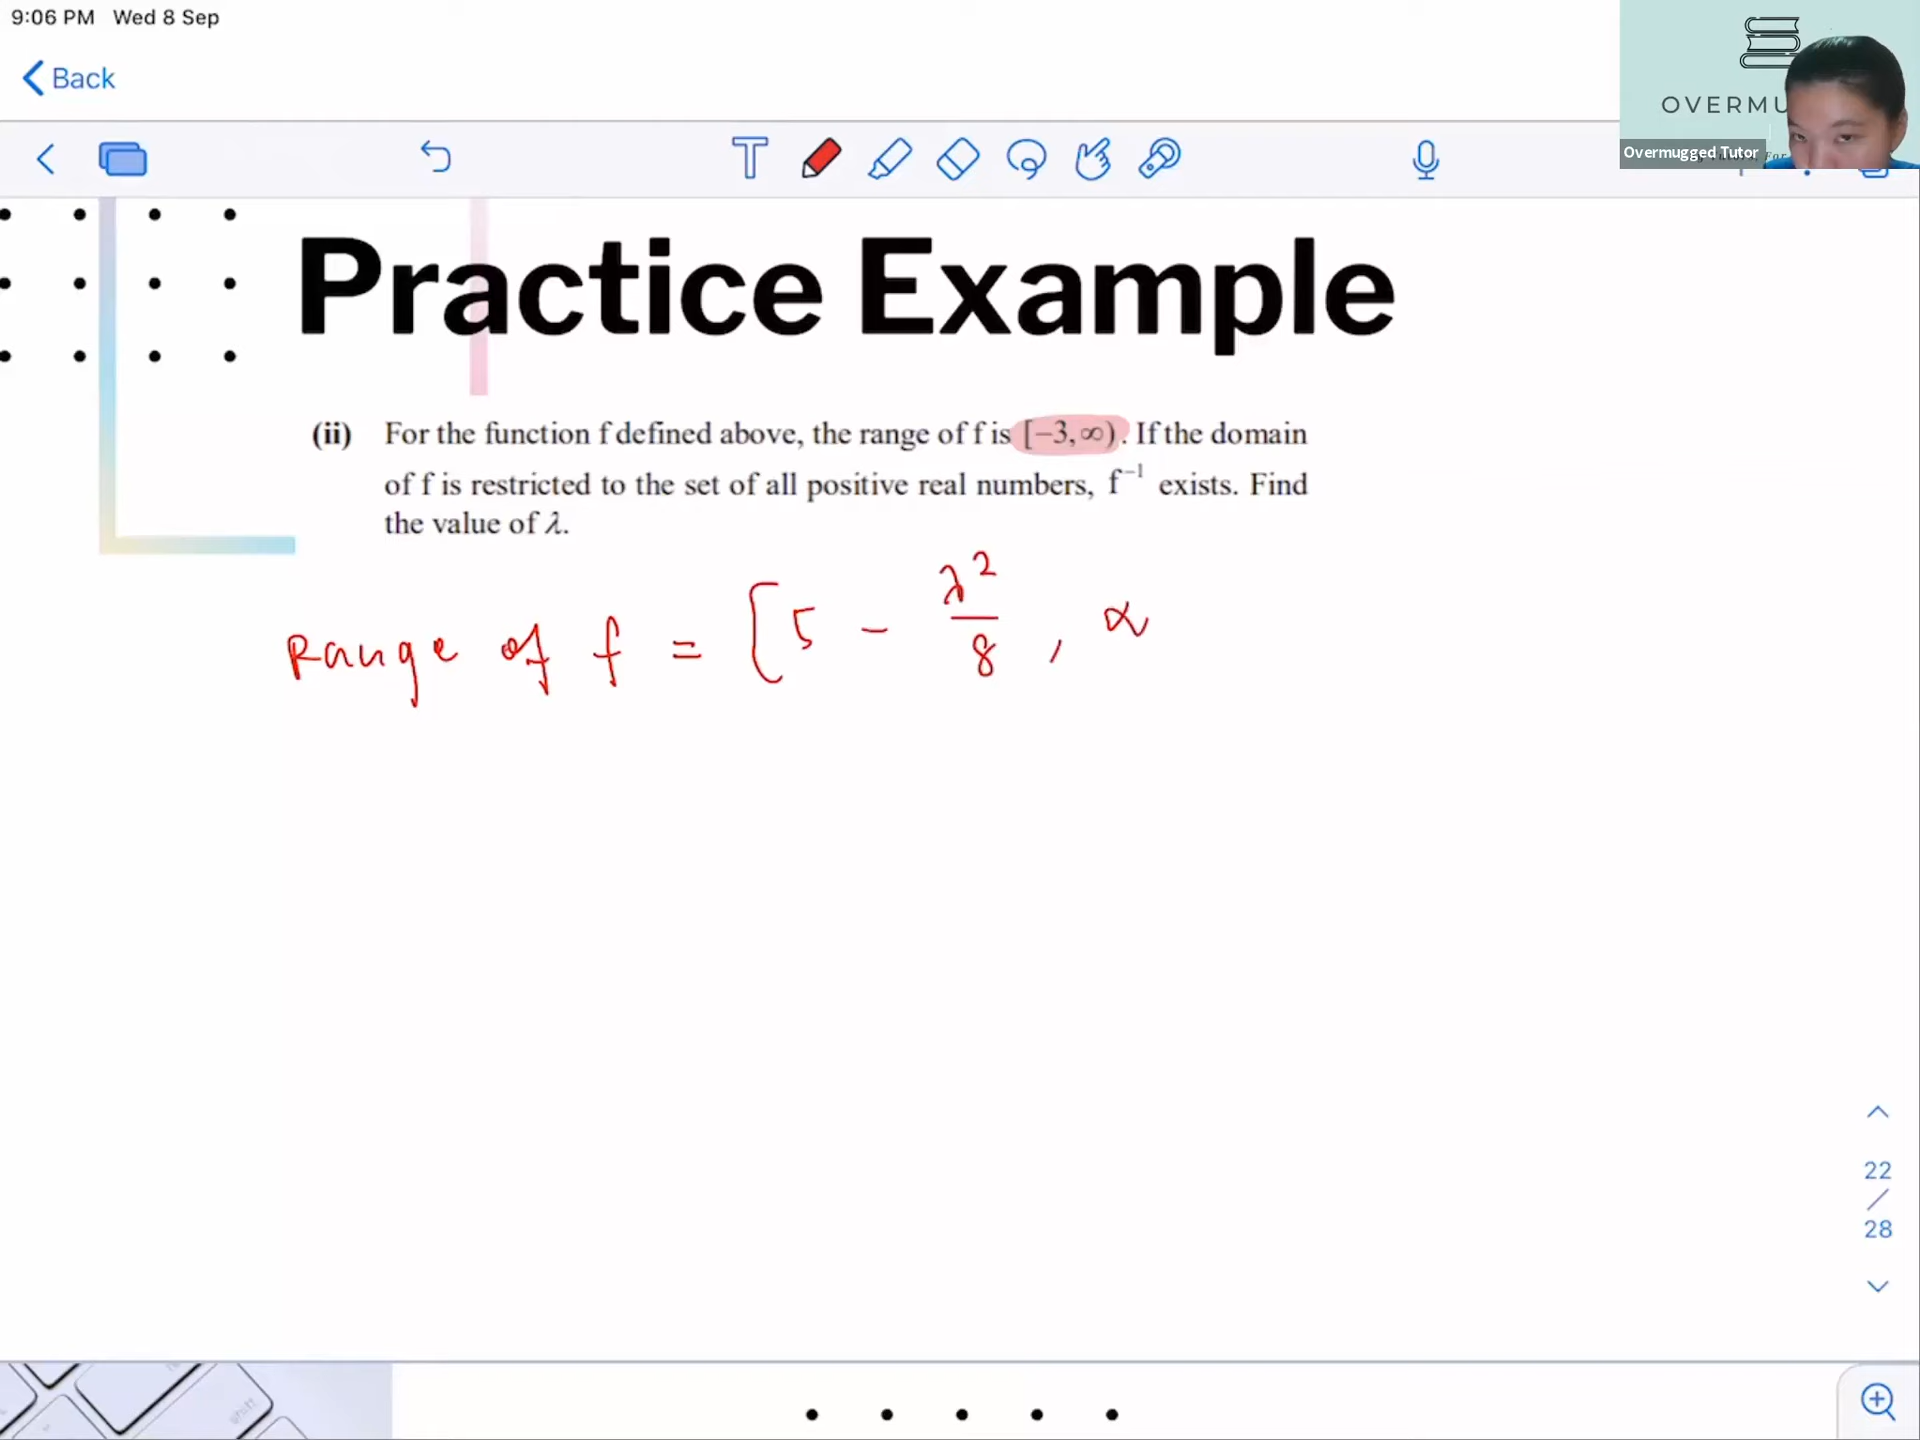 9:06 PM Wed 8 Sep
Back
OVERMU
Overmugged Tutor
For
Practice Example
(ii) For the function f defined above, the range of f is [−3, ∞). If the domain
of f is restricted to the set of all positive real numbers, f⁻¹ exists. Find
the value of λ.
Range of f = [5 − λ²/8 , ∝
22
/
28
shift